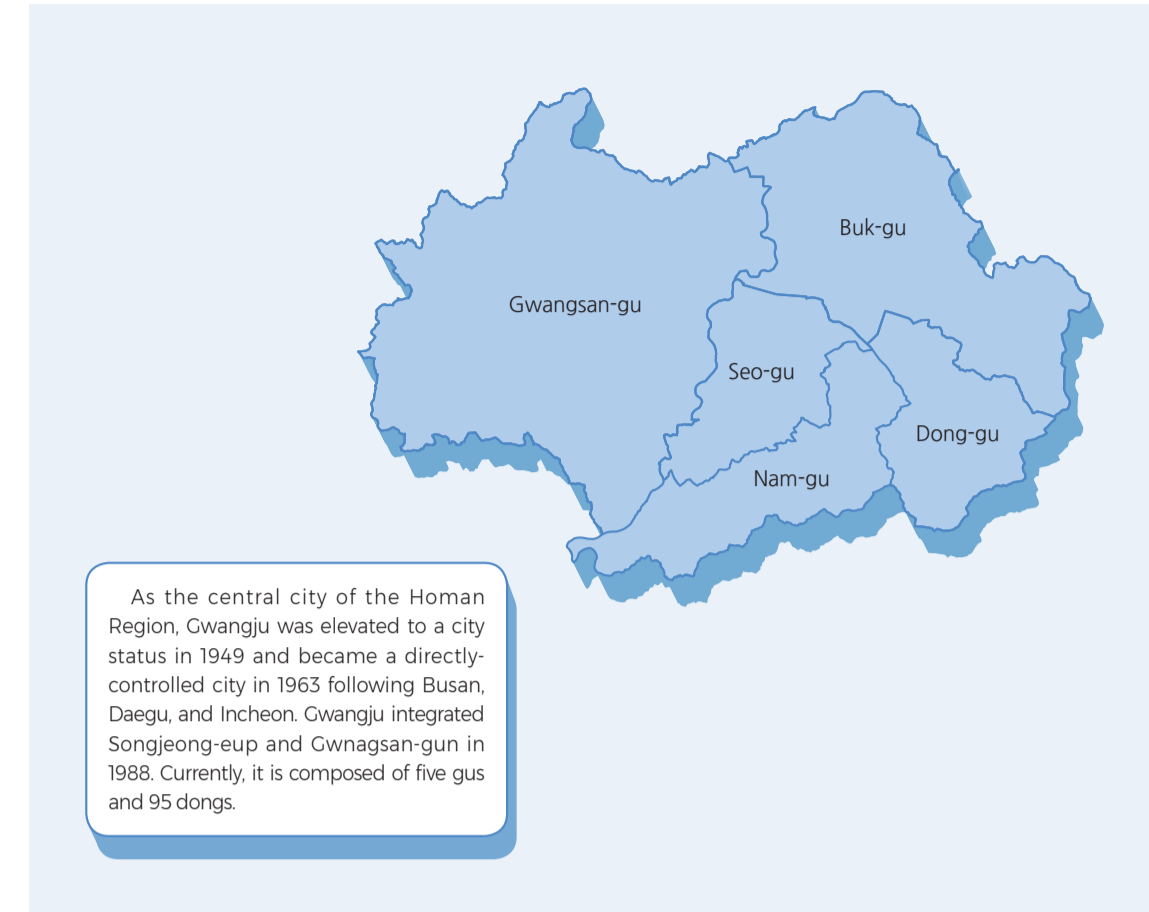 Buk-gu
Gwangsan-gu
Seo-gu
Dong-gu
Nam-gu
As the central city of the Homan
Region, Gwangju was elevated to a city
status in 1949 and became a directly-
controlled city in 1963 following Busan,
Daegu, and Incheon. Gwangju integrated
Songjeong-eup and Gwnagsan-gun in
1988. Currently, it is composed of five gus
and 95 dongs.